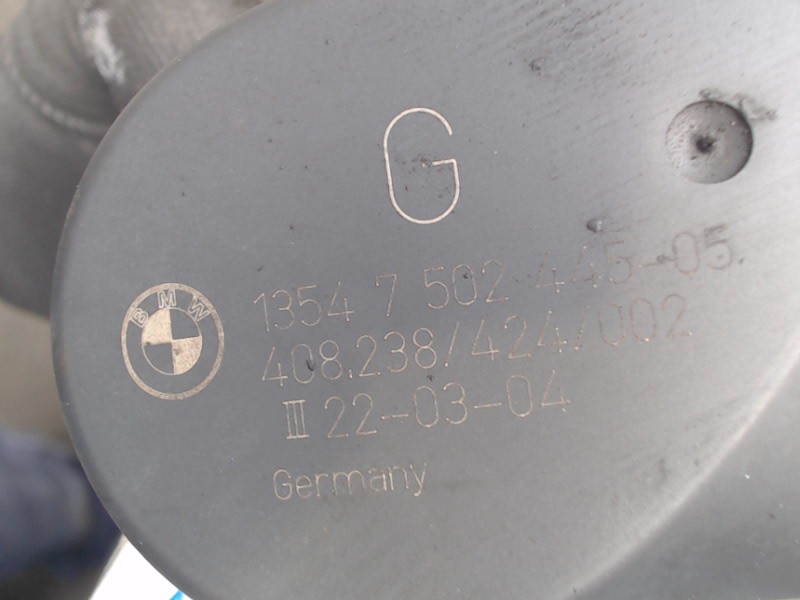 G
BMW
1354 7 502 445-05
408.238/424/002
III 22-03-04
Germany